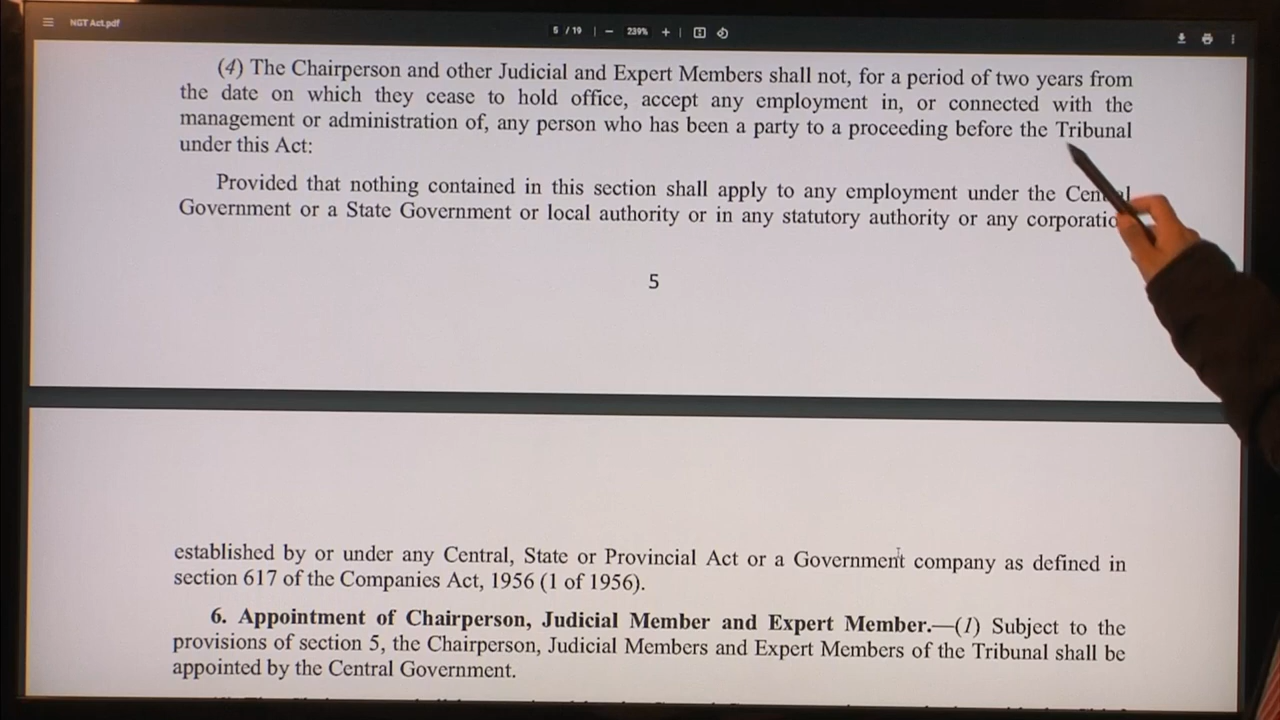 NGT Act.pdf
5 / 19 | − 239% + |
(4) The Chairperson and other Judicial and Expert Members shall not, for a period of two years from
the date on which they cease to hold office, accept any employment in, or connected with the
management or administration of, any person who has been a party to a proceeding before the Tribunal
under this Act:
Provided that nothing contained in this section shall apply to any employment under the Central
Government or a State Government or local authority or in any statutory authority or any corporatio
5
established by or under any Central, State or Provincial Act or a Government company as defined in
section 617 of the Companies Act, 1956 (1 of 1956).
6. Appointment of Chairperson, Judicial Member and Expert Member.—(1) Subject to the
provisions of section 5, the Chairperson, Judicial Members and Expert Members of the Tribunal shall be
appointed by the Central Government.